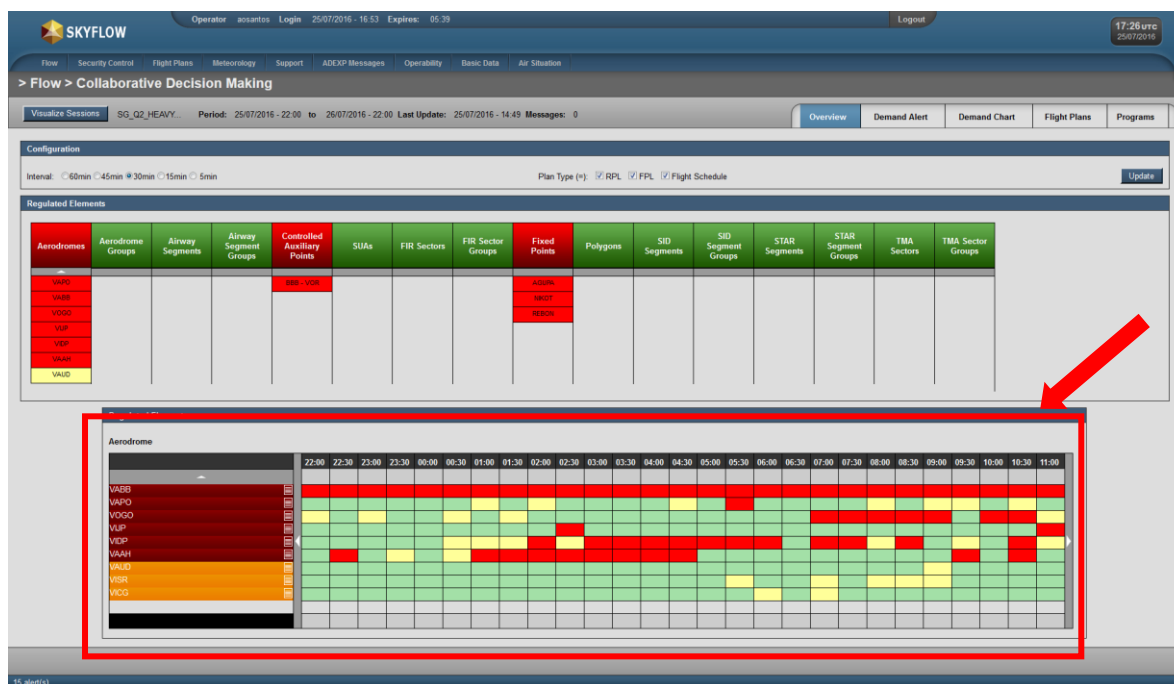 Operator aosantos Login 25/07/2016 - 16:53 Expires: 05:39
Logout
SKYFLOW
17:26 UTC
25/07/2016
Flow Security Control Flight Plans Meteorology Support ADEXP Messages Operability Basic Data Air Situation
> Flow > Collaborative Decision Making
Visualize Sessions SG_Q2_HEAVY... Period: 25/07/2016 - 22:00 to 26/07/2016 - 22:00 Last Update: 25/07/2016 - 14:49 Messages: 0
Overview Demand Alert Demand Chart Flight Plans Programs
Configuration
Interval: 60min 45min 30min 15min 5min Plan Type (=): RPL FPL Flight Schedule Update
Regulated Elements
Aerodromes Aerodrome Groups Airway Segments Airway Segment Groups Controlled Auxiliary Points SUAs FIR Sectors FIR Sector Groups Fixed Points Polygons SID Segments SID Segment Groups STAR Segments STAR Segment Groups TMA Sectors TMA Sector Groups
VAPO BBB - VOR AGUPA
VABB NIKOT
VOGO
VIJP
VIDP
VAAH
VAUD
Aerodrome
22:00 22:30 23:00 23:30 00:00 00:30 01:00 01:30 02:00 02:30 03:00 03:30 04:00 04:30 05:00 05:30 06:00 06:30 07:00 07:30 08:00 08:30 09:00 09:30 10:00 10:30 11:00
VABB
VAPO
VOGO
VIJP
VIDP
VAAH
VAUD
VISR
VICG
15 alert(s)